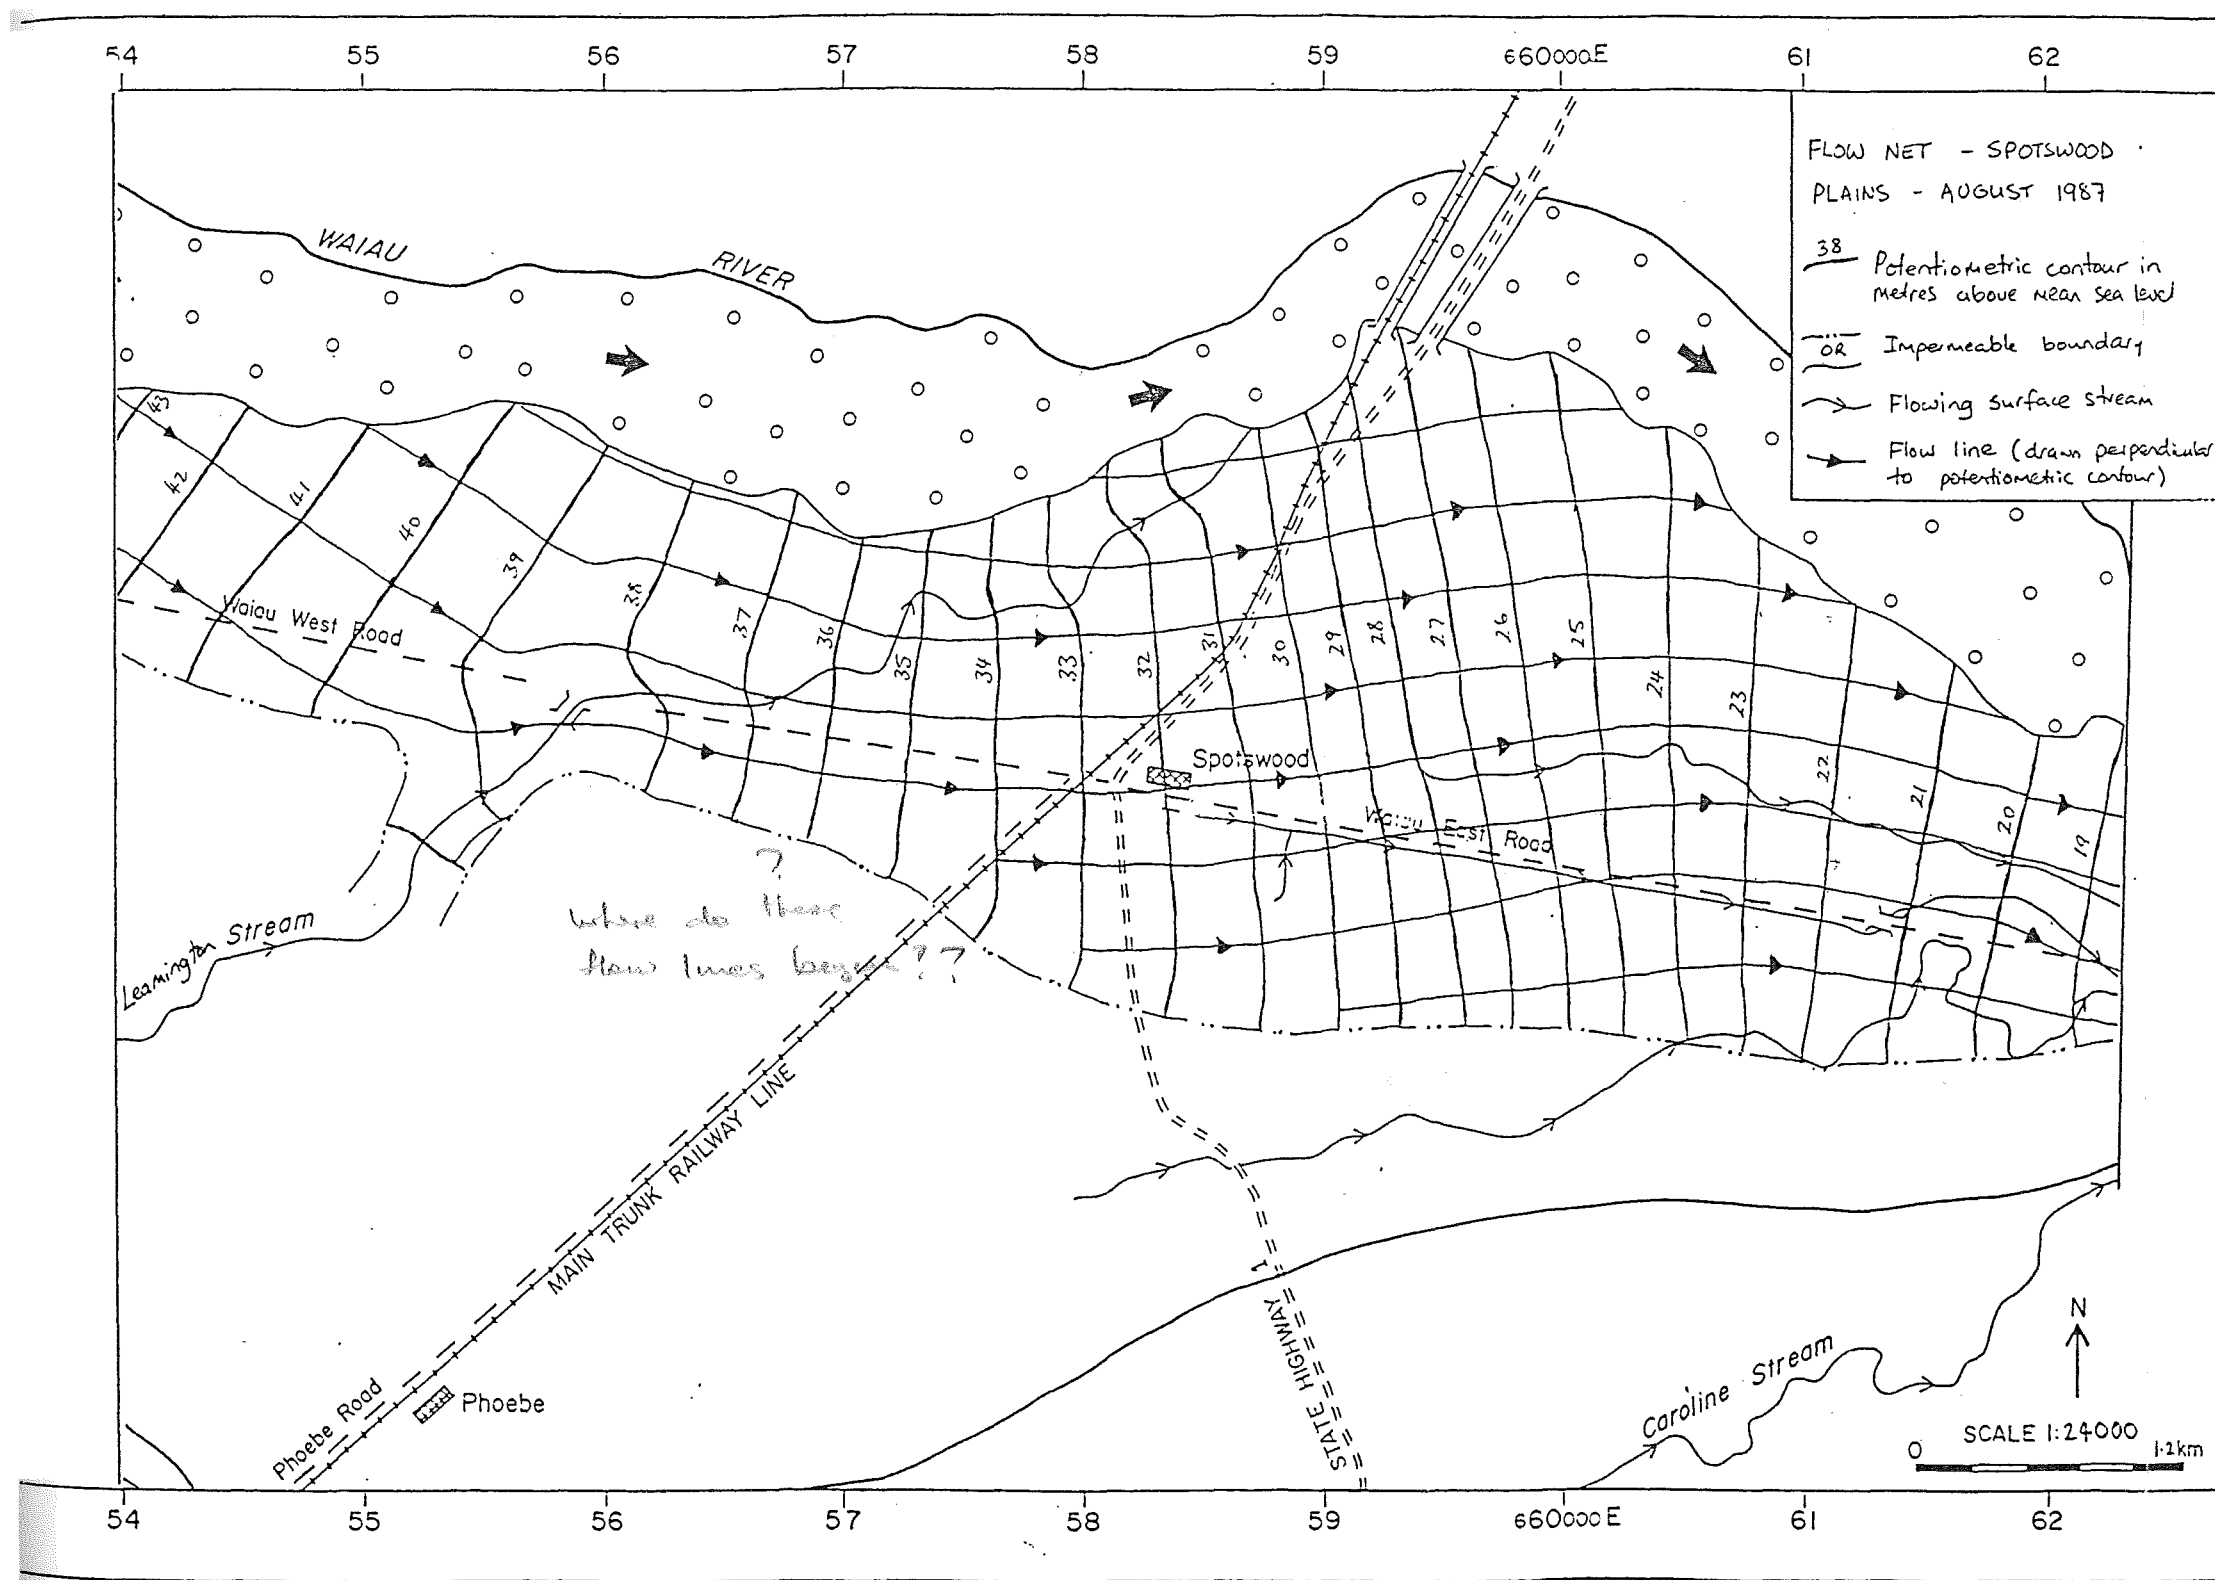 54 55 56 57 58 59 660000E 61 62
FLOW NET - SPOTSWOOD
PLAINS - AUGUST 1987
38
Potentiometric contour in
metres above mean sea level
OR
Impermeable boundary
Flowing surface stream
Flow line (drawn perpendicular
to potentiometric contour)
WAIAU
RIVER
43
42
41
40
39
38
37
36
35
34
33
32
31
30
29
28
27
26
25
24
23
22
21
20
19
Waiau West Road
Spotswood
Waiau East Road
?
where do these
flow lines begin??
Leamington Stream
MAIN TRUNK RAILWAY LINE
STATE HIGHWAY 1
Phoebe Road
Phoebe
Caroline Stream
N
SCALE 1:24000
0 1·2km
54 55 56 57 58 59 660000E 61 62